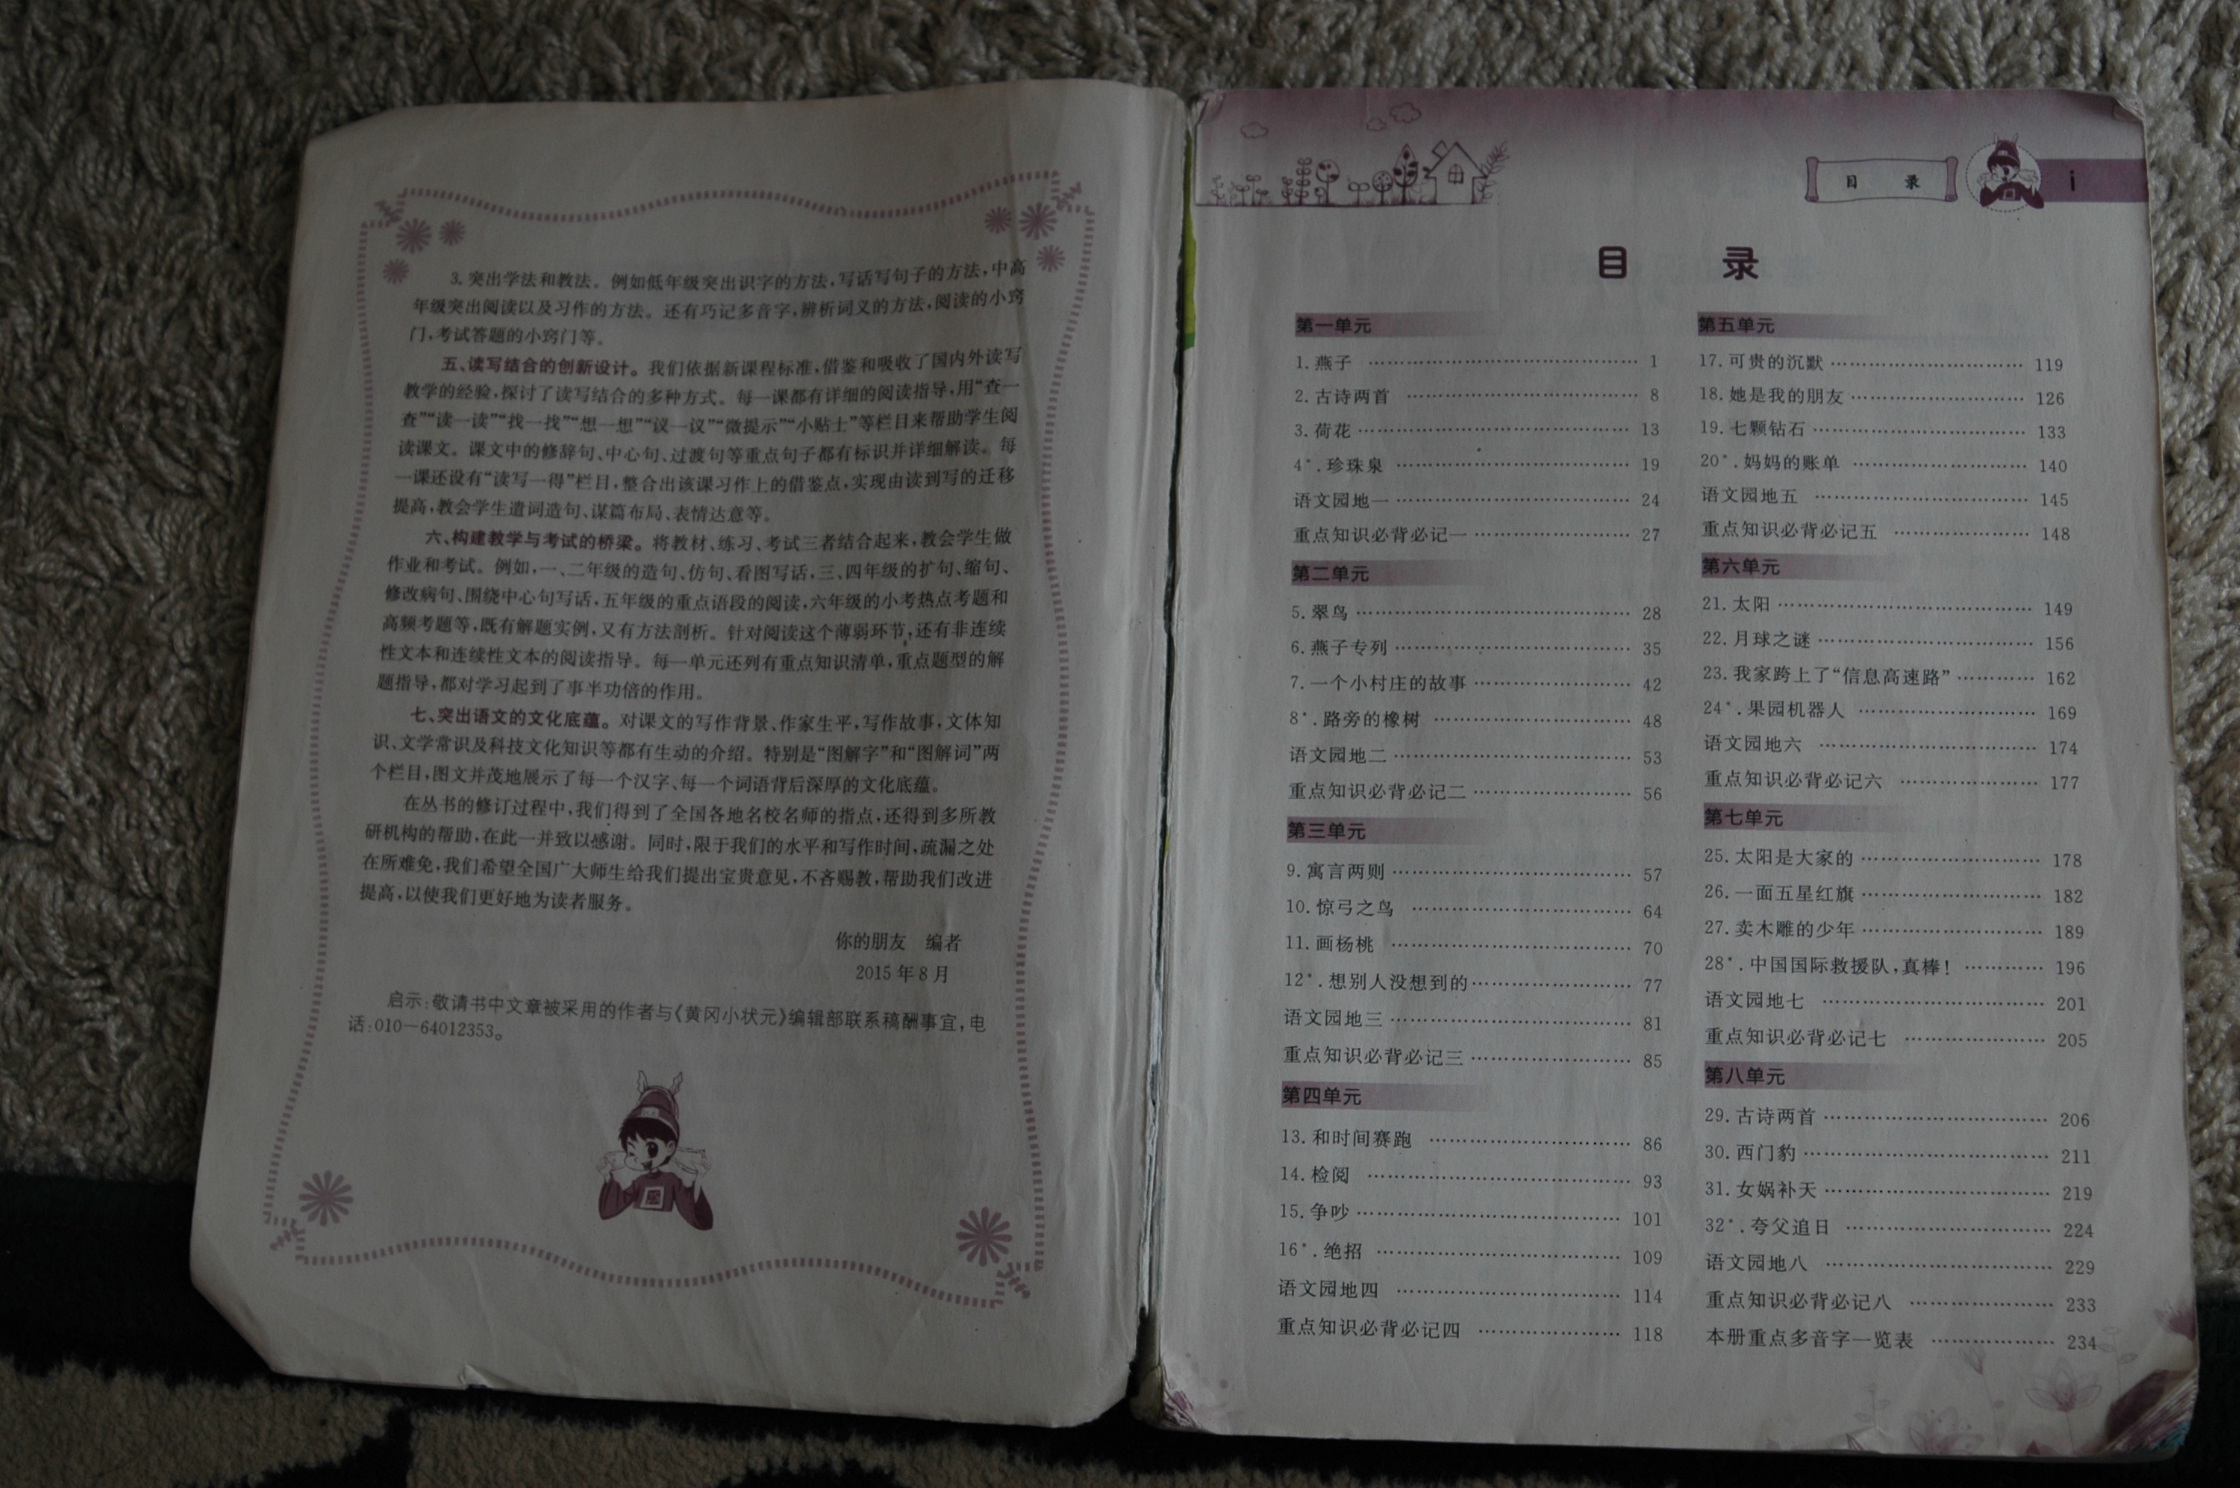 3. 突出学法和教法。例如低年级突出识字的方法,写话写句子的方法,中高
年级突出阅读以及习作的方法。还有巧记多音字,辨析词义的方法,阅读的小窍
门,考试答题的小窍门等。
五、读写结合的创新设计。我们依据新课程标准,借鉴和吸收了国内外读写
教学的经验,探讨了读写结合的多种方式。每一课都有详细的阅读指导,用“查一
查”“读一读”“找一找”“想一想”“议一议”“微提示”“小贴士”等栏目来帮助学生阅
读课文。课文中的修辞句、中心句、过渡句等重点句子都有标识并详细解读。每
一课还设有“读写一得”栏目,整合出该课习作上的借鉴点,实现由读到写的迁移
提高,教会学生遣词造句、谋篇布局、表情达意等。
六、构建教学与考试的桥梁。将教材、练习、考试三者结合起来,教会学生做
作业和考试。例如,一、二年级的造句、仿句、看图写话,三、四年级的扩句、缩句、
修改病句、围绕中心句写话,五年级的重点语段的阅读,六年级的小考热点考题和
高频考题等,既有解题实例,又有方法剖析。针对阅读这个薄弱环节,还有非连续
性文本和连续性文本的阅读指导。每一单元还列有重点知识清单,重点题型的解
题指导,都对学习起到了事半功倍的作用。
七、突出语文的文化底蕴。对课文的写作背景、作家生平,写作故事,文体知
识、文学常识及科技文化知识等都有生动的介绍。特别是“图解字”和“图解词”两
个栏目,图文并茂地展示了每一个汉字、每一个词语背后深厚的文化底蕴。
在丛书的修订过程中,我们得到了全国各地名校名师的指点,还得到多所教
研机构的帮助,在此一并致以感谢。同时,限于我们的水平和写作时间,疏漏之处
在所难免,我们希望全国广大师生给我们提出宝贵意见,不吝赐教,帮助我们改进
提高,以使我们更好地为读者服务。
你的朋友 编者
2015年8月
启示:敬请书中文章被采用的作者与《黄冈小状元》编辑部联系稿酬事宜,电
话:010-64012353。
目 录
i
目 录
第一单元
1. 燕子 …… 1
2. 古诗两首 …… 8
3. 荷花 …… 13
4*. 珍珠泉 …… 19
语文园地一 …… 24
重点知识必背必记一 …… 27
第二单元
5. 翠鸟 …… 28
6. 燕子专列 …… 35
7. 一个小村庄的故事 …… 42
8*. 路旁的橡树 …… 48
语文园地二 …… 53
重点知识必背必记二 …… 56
第三单元
9. 寓言两则 …… 57
10. 惊弓之鸟 …… 64
11. 画杨桃 …… 70
12*. 想别人没想到的 …… 77
语文园地三 …… 81
重点知识必背必记三 …… 85
第四单元
13. 和时间赛跑 …… 86
14. 检阅 …… 93
15. 争吵 …… 101
16*. 绝招 …… 109
语文园地四 …… 114
重点知识必背必记四 …… 118
第五单元
17. 可贵的沉默 …… 119
18. 她是我的朋友 …… 126
19. 七颗钻石 …… 133
20*. 妈妈的账单 …… 140
语文园地五 …… 145
重点知识必背必记五 …… 148
第六单元
21. 太阳 …… 149
22. 月球之谜 …… 156
23. 我家跨上了“信息高速路” …… 162
24*. 果园机器人 …… 169
语文园地六 …… 174
重点知识必背必记六 …… 177
第七单元
25. 太阳是大家的 …… 178
26. 一面五星红旗 …… 182
27. 卖木雕的少年 …… 189
28*. 中国国际救援队,真棒! …… 196
语文园地七 …… 201
重点知识必背必记七 …… 205
第八单元
29. 古诗两首 …… 206
30. 西门豹 …… 211
31. 女娲补天 …… 219
32*. 夸父追日 …… 224
语文园地八 …… 229
重点知识必背必记八 …… 233
本册重点多音字一览表 …… 234